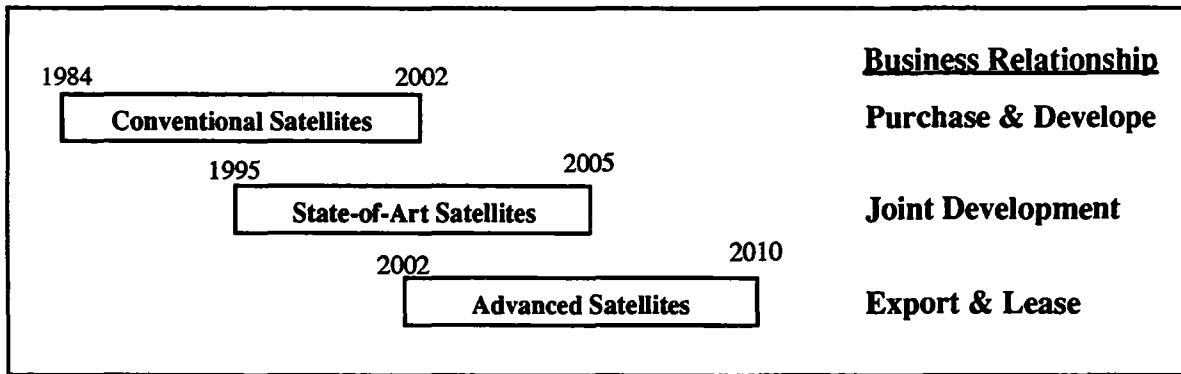 Business Relationship
1984 2002
Conventional Satellites Purchase & Develope
1995 2005
State-of-Art Satellites Joint Development
2002 2010
Advanced Satellites Export & Lease